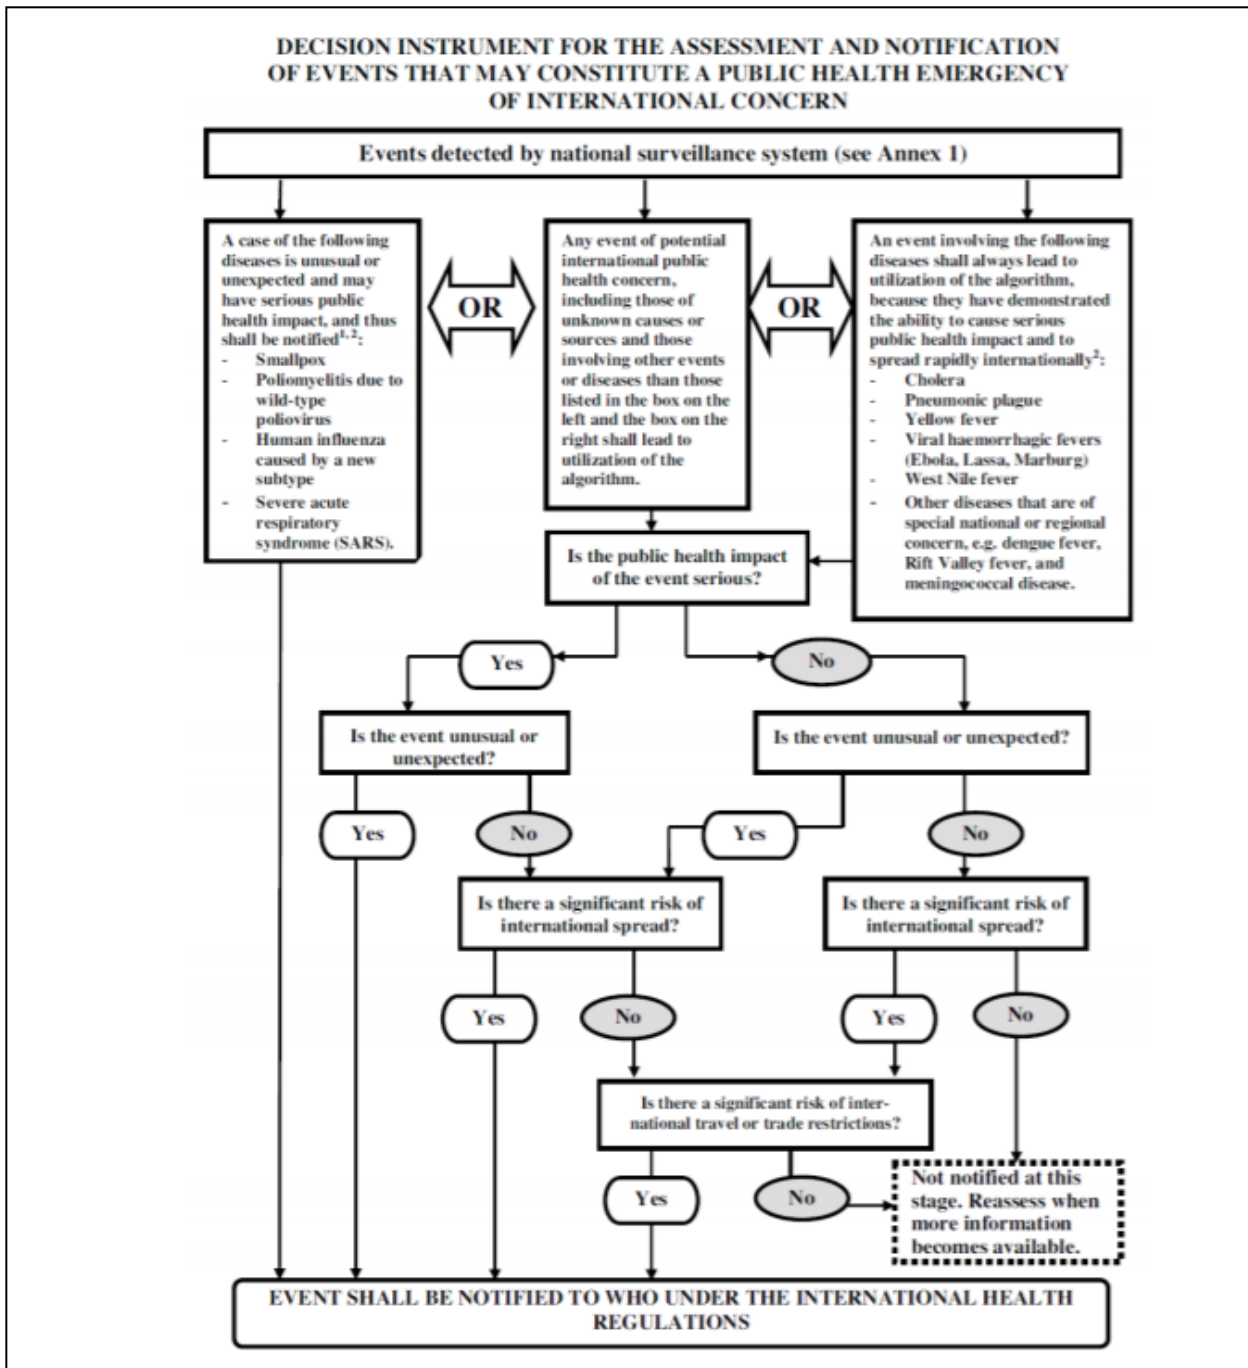 DECISION INSTRUMENT FOR THE ASSESSMENT AND NOTIFICATION
OF EVENTS THAT MAY CONSTITUTE A PUBLIC HEALTH EMERGENCY
OF INTERNATIONAL CONCERN
Events detected by national surveillance system (see Annex 1)
A case of the following
diseases is unusual or
unexpected and may
have serious public
health impact, and thus
shall be notified¹,²:
- Smallpox
- Poliomyelitis due to
wild-type
poliovirus
- Human influenza
caused by a new
subtype
- Severe acute
respiratory
syndrome (SARS).
OR
Any event of potential
international public
health concern,
including those of
unknown causes or
sources and those
involving other events
or diseases than those
listed in the box on the
left and the box on the
right shall lead to
utilization of the
algorithm.
OR
An event involving the following
diseases shall always lead to
utilization of the algorithm,
because they have demonstrated
the ability to cause serious
public health impact and to
spread rapidly internationally²:
- Cholera
- Pneumonic plague
- Yellow fever
- Viral haemorrhagic fevers
(Ebola, Lassa, Marburg)
- West Nile fever
- Other diseases that are of
special national or regional
concern, e.g. dengue fever,
Rift Valley fever, and
meningococcal disease.
Is the public health impact
of the event serious?
Yes
No
Is the event unusual or
unexpected?
Is the event unusual or unexpected?
Yes
No
Yes
No
Is there a significant risk of
international spread?
Is there a significant risk of
international spread?
Yes
No
Yes
No
Is there a significant risk of inter-
national travel or trade restrictions?
Yes
No
Not notified at this
stage. Reassess when
more information
becomes available.
EVENT SHALL BE NOTIFIED TO WHO UNDER THE INTERNATIONAL HEALTH
REGULATIONS